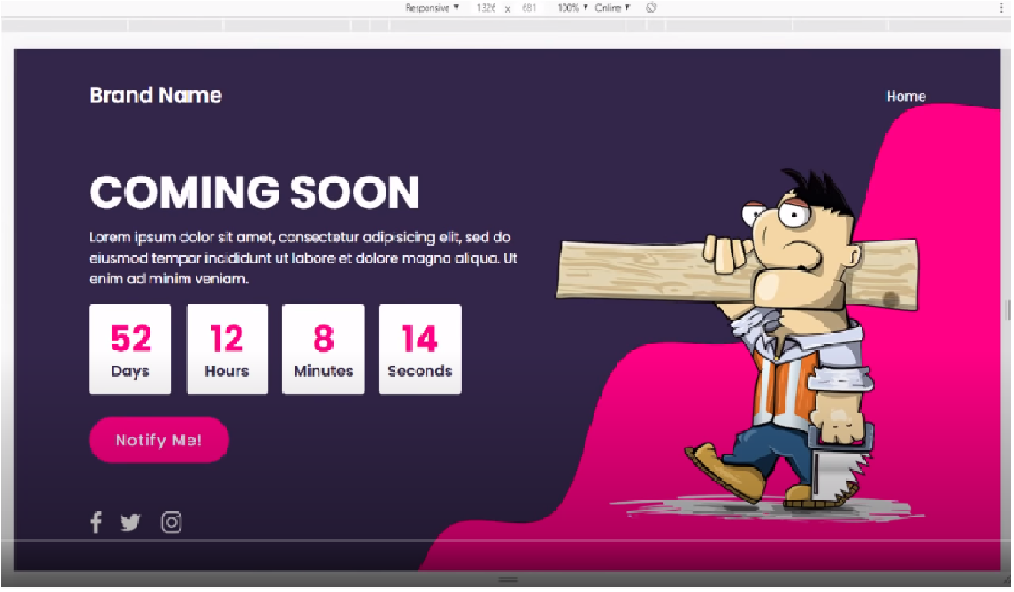 Responsive ▼ 1326 x 681 100% ▼ Online ▼
Brand Name
Home
COMING SOON
Lorem ipsum dolor sit amet, consectetur adipisicing elit, sed do
eiusmod tempor incididunt ut labore et dolore magna aliqua. Ut
enim ad minim veniam.
52 12 8 14
Days Hours Minutes Seconds
Notify Me!